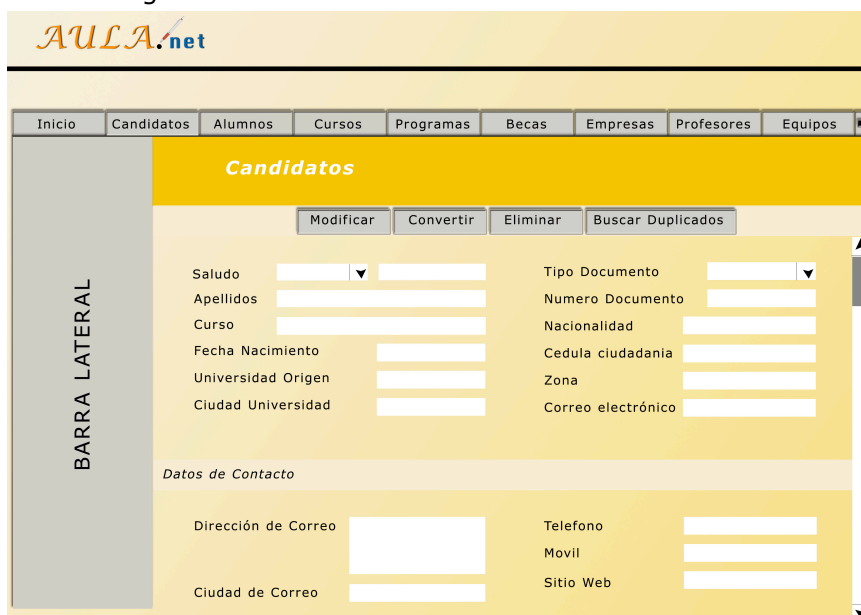 AULA.net
Inicio Candidatos Alumnos Cursos Programas Becas Empresas Profesores Equipos
Candidatos
Modificar Convertir Eliminar Buscar Duplicados
BARRA LATERAL
Saludo Tipo Documento
Apellidos Numero Documento
Curso Nacionalidad
Fecha Nacimiento Cedula ciudadania
Universidad Origen Zona
Ciudad Universidad Correo electrónico
Datos de Contacto
Dirección de Correo Telefono
Movil
Sitio Web
Ciudad de Correo